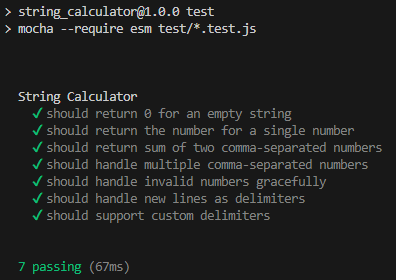 > string_calculator@1.0.0 test
> mocha --require esm test/*.test.js
String Calculator
✓ should return 0 for an empty string
✓ should return the number for a single number
✓ should return sum of two comma-separated numbers
✓ should handle multiple comma-separated numbers
✓ should handle invalid numbers gracefully
✓ should handle new lines as delimiters
✓ should support custom delimiters
7 passing (67ms)